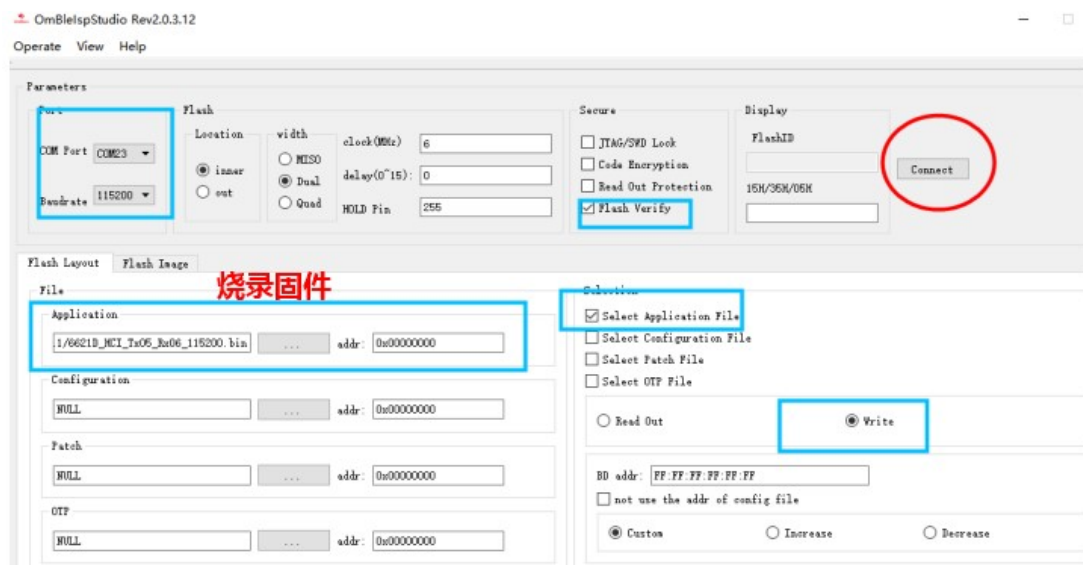 OmBleIspStudio Rev2.0.3.12
Operate View Help
Parameters
Port
COM Port COM23
Baudrate 115200
Flash
Location
inner
out
width
MISO
Dual
Quad
clock(MHz) 6
delay(0~15): 0
HOLD Pin 255
Secure
JTAG/SWD Lock
Code Encryption
Read Out Protection
Flash Verify
Display
FlashID
15H/35H/05H
Connect
Flash Layout Flash Image
烧录固件
File
Application
.1/6621D_HCI_Tx05_Rx06_115200.bin ... addr: 0x00000000
Configuration
NULL ... addr: 0x00000000
Patch
NULL ... addr: 0x00000000
OTP
NULL ... addr: 0x00000000
Selection
Select Application File
Select Configuration File
Select Patch File
Select OTP File
Read Out Write
BD addr: FF:FF:FF:FF:FF:FF
not use the addr of config file
Custom Increase Decrease